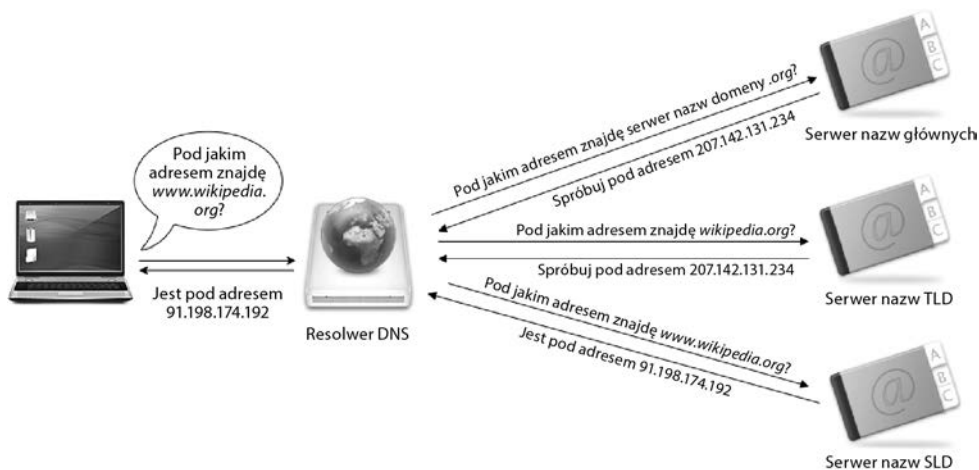 Pod jakim
adresem znajdę
www.wikipedia.
org?
Jest pod adresem
91.198.174.192
Resolwer DNS
Pod jakim adresem znajdę serwer nazw domeny .org?
Spróbuj pod adresem 207.142.131.234
@
A
B
C
Serwer nazw głównych
Pod jakim adresem znajdę wikipedia.org?
Spróbuj pod adresem 207.142.131.234
@
A
B
C
Serwer nazw TLD
Pod jakim adresem znajdę www.wikipedia.org?
Jest pod adresem 91.198.174.192
@
A
B
C
Serwer nazw SLD